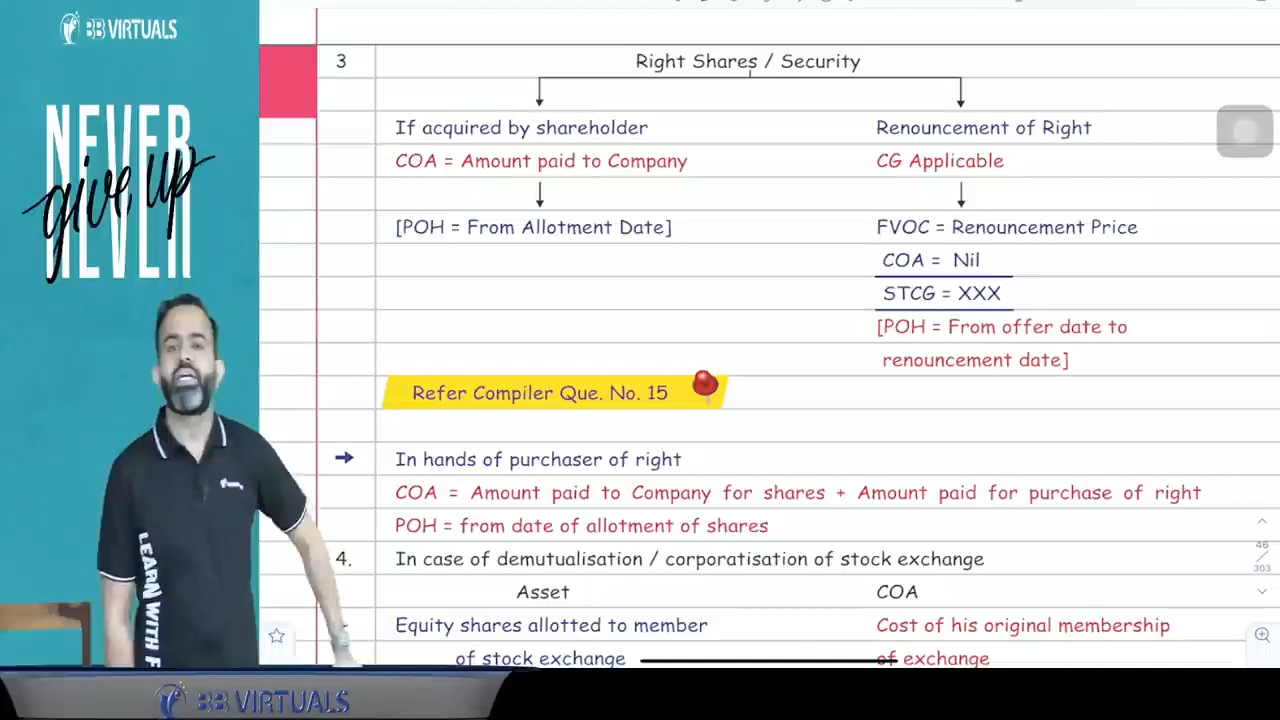 BB VIRTUALS
NEVER
give up
NEVER
LEARN WITH F
BB VIRTUALS
3 Right Shares / Security
If acquired by shareholder Renouncement of Right
COA = Amount paid to Company CG Applicable
[POH = From Allotment Date] FVOC = Renouncement Price
COA = Nil
STCG = XXX
[POH = From offer date to
renouncement date]
Refer Compiler Que. No. 15
→ In hands of purchaser of right
COA = Amount paid to Company for shares + Amount paid for purchase of right
POH = from date of allotment of shares
4. In case of demutualisation / corporatisation of stock exchange
Asset COA
Equity shares allotted to member Cost of his original membership
of stock exchange of exchange
46
303